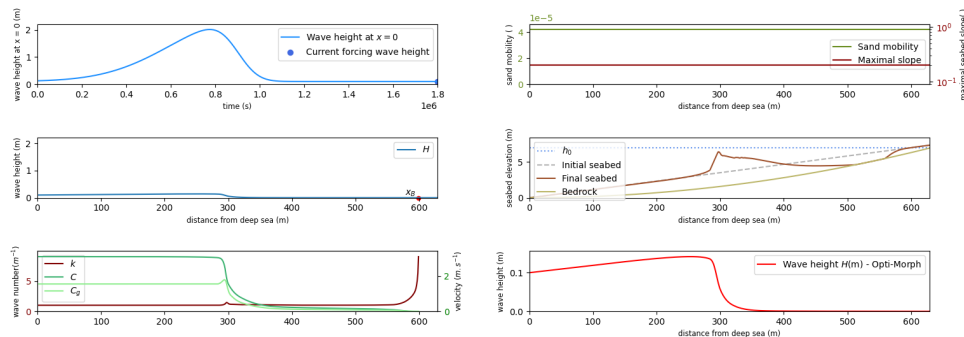 wave height at x = 0 (m)
2
1
0
Wave height at x = 0
Current forcing wave height
0.0 0.2 0.4 0.6 0.8 1.0 1.2 1.4 1.6 1.8
time (s)
1e6
1e−5
sand mobility ( )
4
2
0
Sand mobility
Maximal slope
10⁰
10⁻¹
maximal seabed slope( )
0 100 200 300 400 500 600
distance from deep sea (m)
wave height (m)
2
1
0
H
x_B
0 100 200 300 400 500 600
distance from deep sea (m)
seabed elevation (m)
5
0
h₀
Initial seabed
Final seabed
Bedrock
0 100 200 300 400 500 600
distance from deep sea (m)
wave number(m⁻¹)
5
0
k
C
C_g
2
0
velocity (m.s⁻¹)
0 100 200 300 400 500 600
distance from deep sea (m)
wave height (m)
0.1
0.0
Wave height H(m) - Opti-Morph
0 100 200 300 400 500 600
distance from deep sea (m)